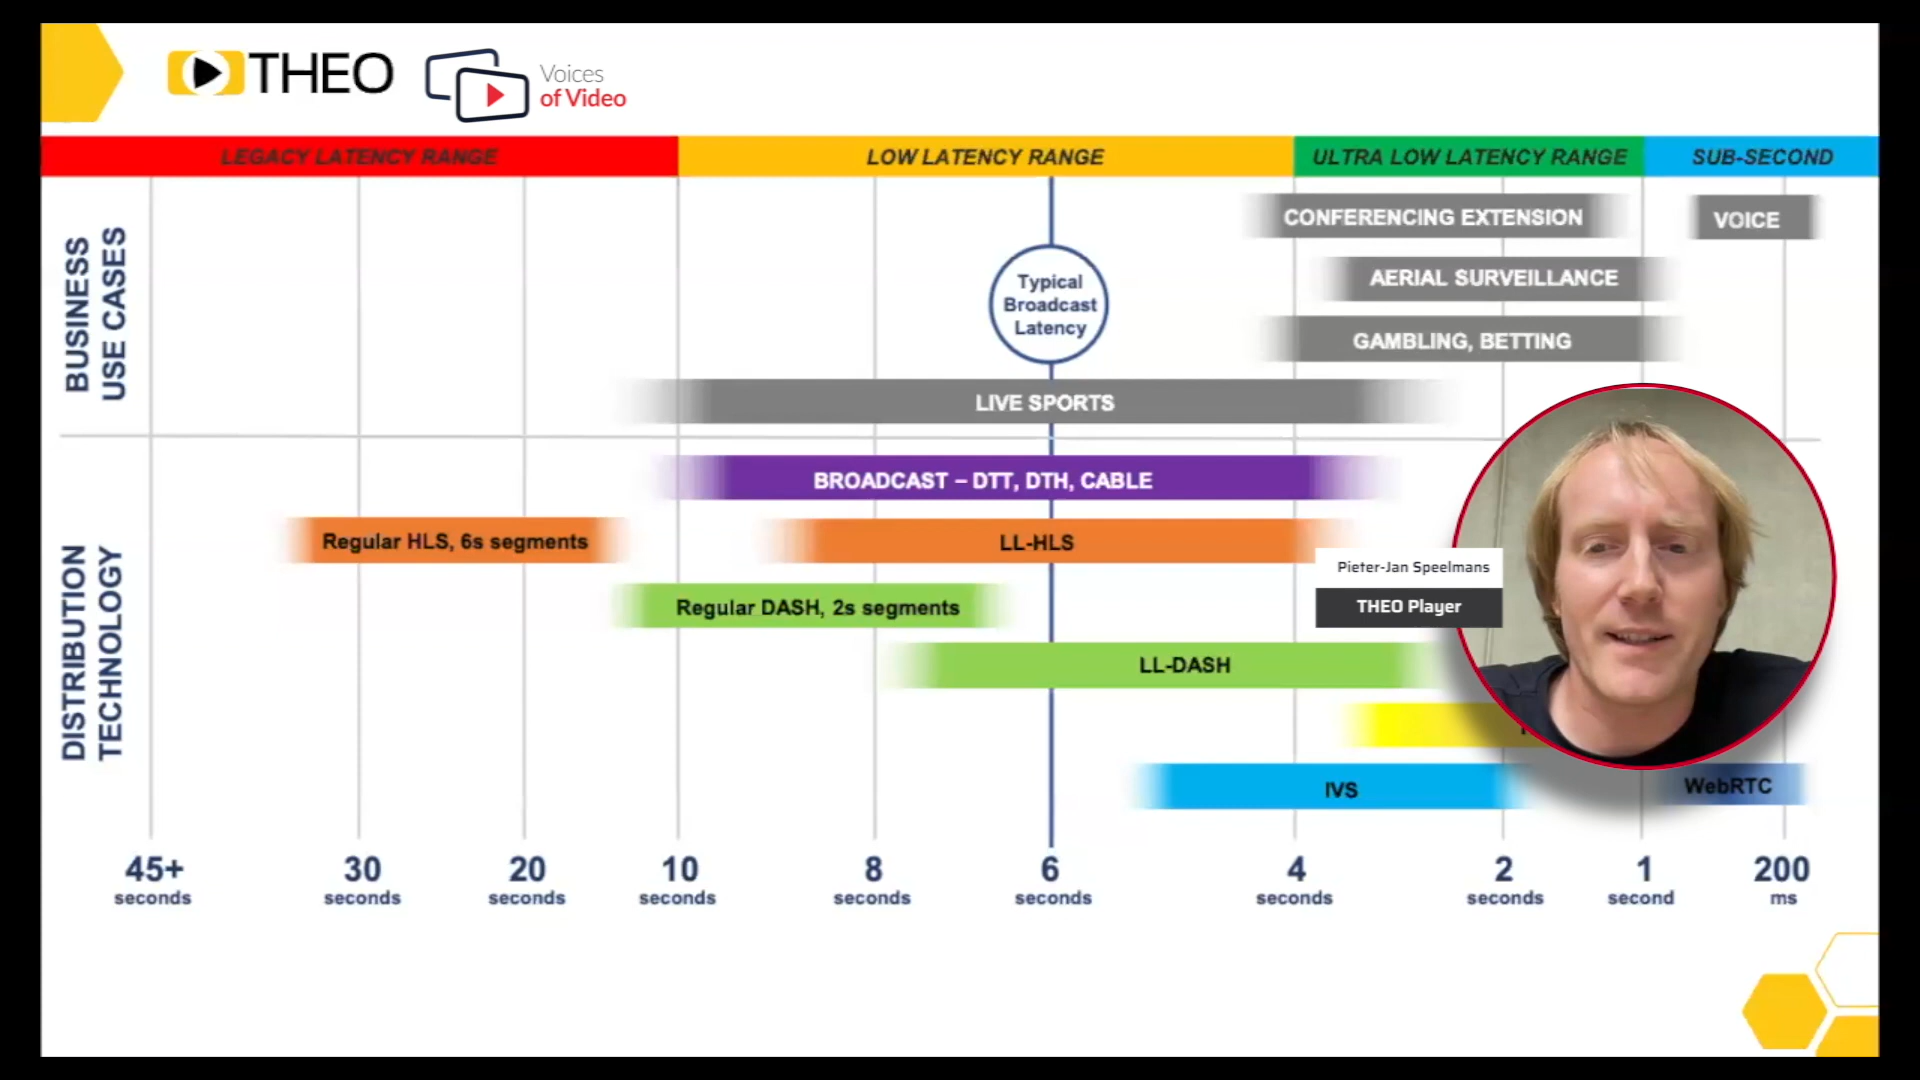 THEO
Voices
of Video
LEGACY LATENCY RANGE
LOW LATENCY RANGE
ULTRA LOW LATENCY RANGE
SUB-SECOND
BUSINESS
USE CASES
CONFERENCING EXTENSION
VOICE
AERIAL SURVEILLANCE
Typical
Broadcast
Latency
GAMBLING, BETTING
LIVE SPORTS
DISTRIBUTION
TECHNOLOGY
BROADCAST – DTT, DTH, CABLE
Regular HLS, 6s segments
LL-HLS
Pieter-Jan Speelmans
THEO Player
Regular DASH, 2s segments
LL-DASH
IVS
WebRTC
45+
seconds
30
seconds
20
seconds
10
seconds
8
seconds
6
seconds
4
seconds
2
seconds
1
second
200
ms